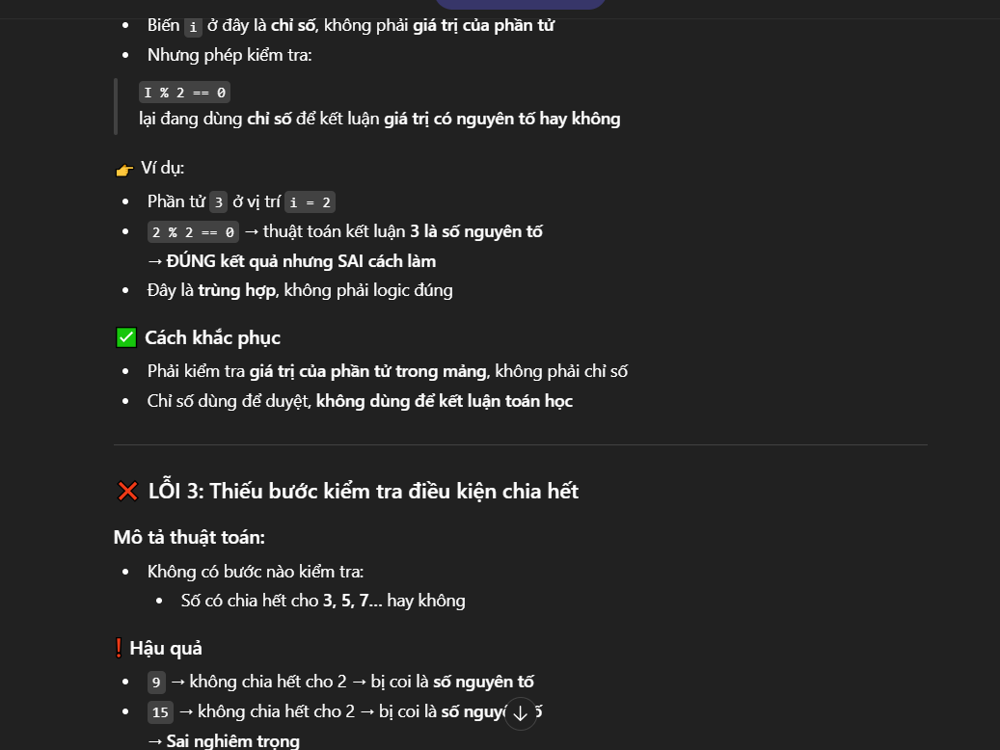 Biến i ở đây là chỉ số, không phải giá trị của phần tử
Nhưng phép kiểm tra:
I % 2 == 0
lại đang dùng chỉ số để kết luận giá trị có nguyên tố hay không
👉 Ví dụ:
Phần tử 3 ở vị trí i = 2
2 % 2 == 0 → thuật toán kết luận 3 là số nguyên tố
→ ĐÚNG kết quả nhưng SAI cách làm
Đây là trùng hợp, không phải logic đúng
✅ Cách khắc phục
Phải kiểm tra giá trị của phần tử trong mảng, không phải chỉ số
Chỉ số dùng để duyệt, không dùng để kết luận toán học
❌ LỖI 3: Thiếu bước kiểm tra điều kiện chia hết
Mô tả thuật toán:
Không có bước nào kiểm tra:
Số có chia hết cho 3, 5, 7… hay không
❗ Hậu quả
9 → không chia hết cho 2 → bị coi là số nguyên tố
15 → không chia hết cho 2 → bị coi là số
→ Sai nghiêm trọng